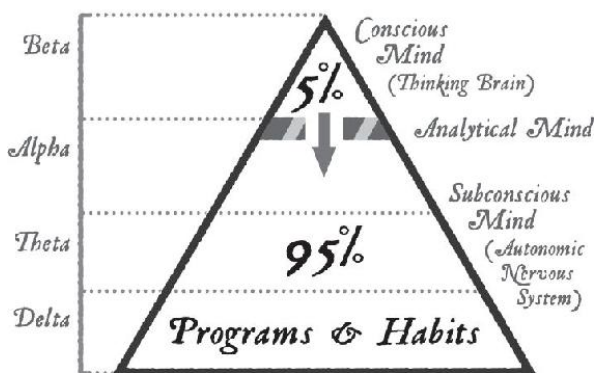 Beta
Conscious
Mind
(Thinking Brain)
5%
Analytical Mind
Alpha
Subconscious
Mind
(Autonomic
Nervous
System)
Theta
95%
Delta
Programs & Habits